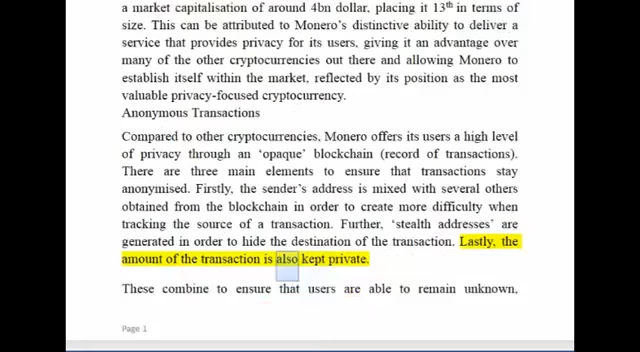 a market capitalisation of around 4bn dollar, placing it 13th in terms of
size. This can be attributed to Monero's distinctive ability to deliver a
service that provides privacy for its users, giving it an advantage over
many of the other cryptocurrencies out there and allowing Monero to
establish itself within the market, reflected by its position as the most
valuable privacy-focused cryptocurrency.
Anonymous Transactions
Compared to other cryptocurrencies, Monero offers its users a high level
of privacy through an 'opaque' blockchain (record of transactions).
There are three main elements to ensure that transactions stay
anonymised. Firstly, the sender's address is mixed with several others
obtained from the blockchain in order to create more difficulty when
tracking the source of a transaction. Further, 'stealth addresses' are
generated in order to hide the destination of the transaction. Lastly, the
amount of the transaction is also kept private.
These combine to ensure that users are able to remain unknown,
Page 1